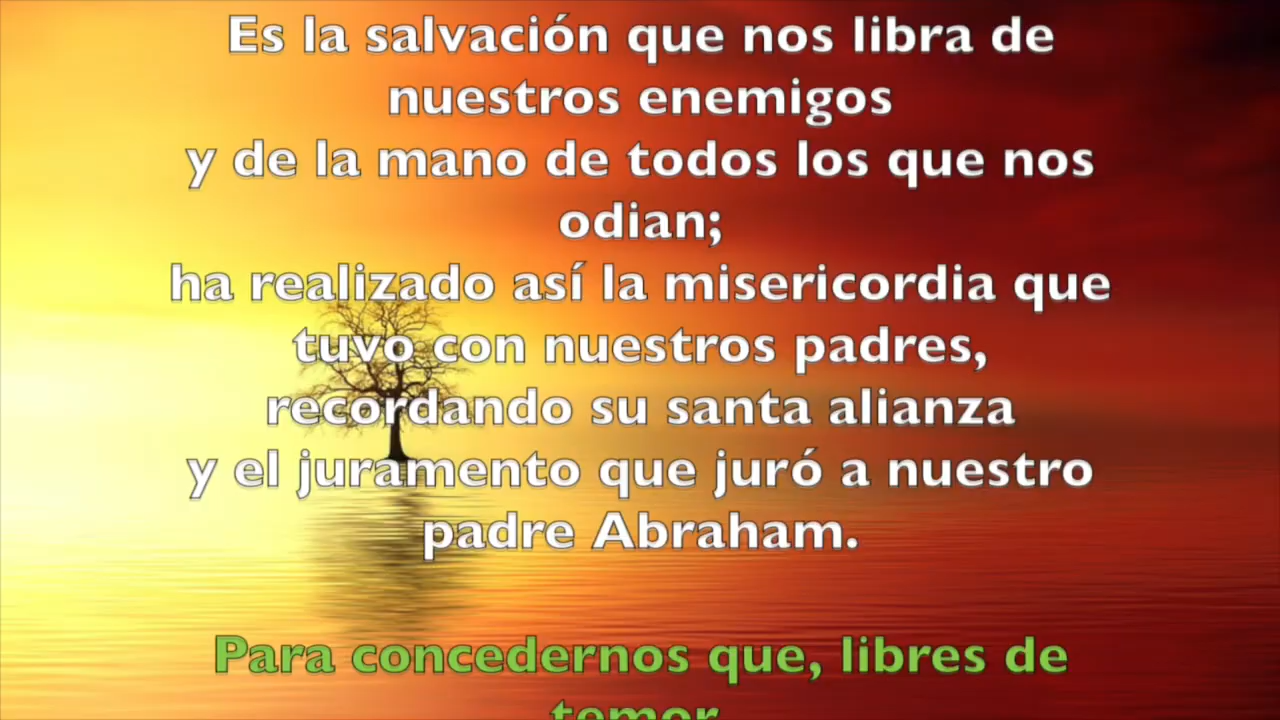 Es la salvación que nos libra de
nuestros enemigos
y de la mano de todos los que nos
odian;
ha realizado así la misericordia que
tuvo con nuestros padres,
recordando su santa alianza
y el juramento que juró a nuestro
padre Abraham.
Para concedernos que, libres de
temor